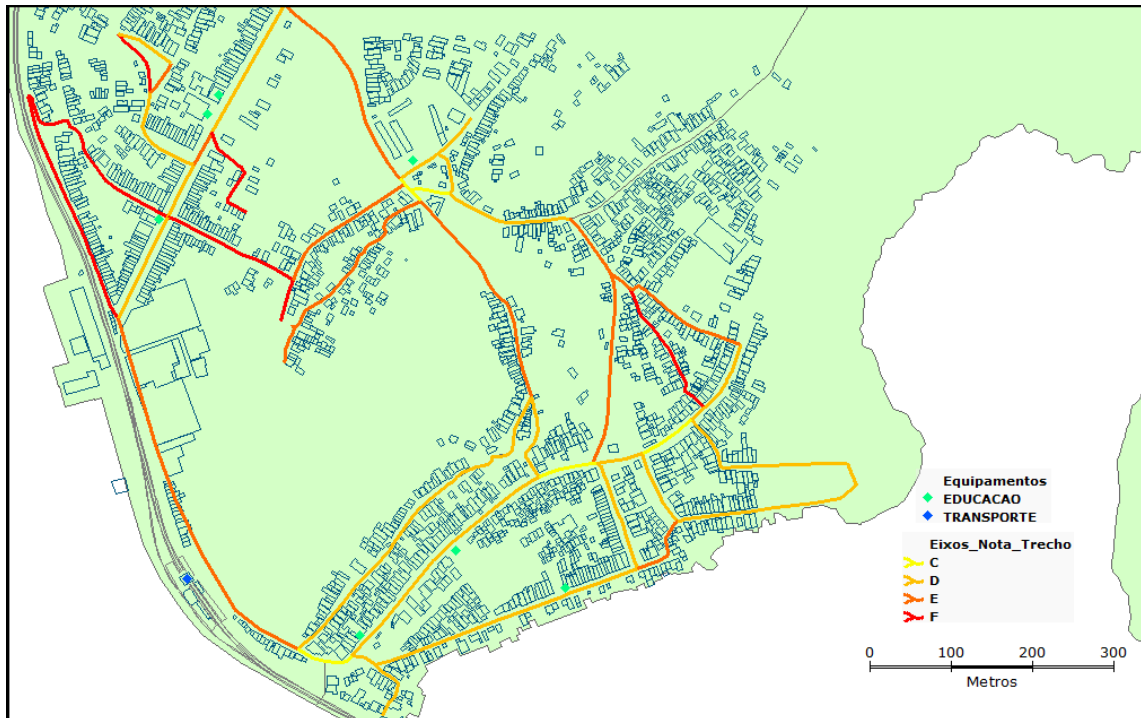 Equipamentos
EDUCACAO
TRANSPORTE
Eixos_Nota_Trecho
C
D
E
F
0 100 200 300
Metros